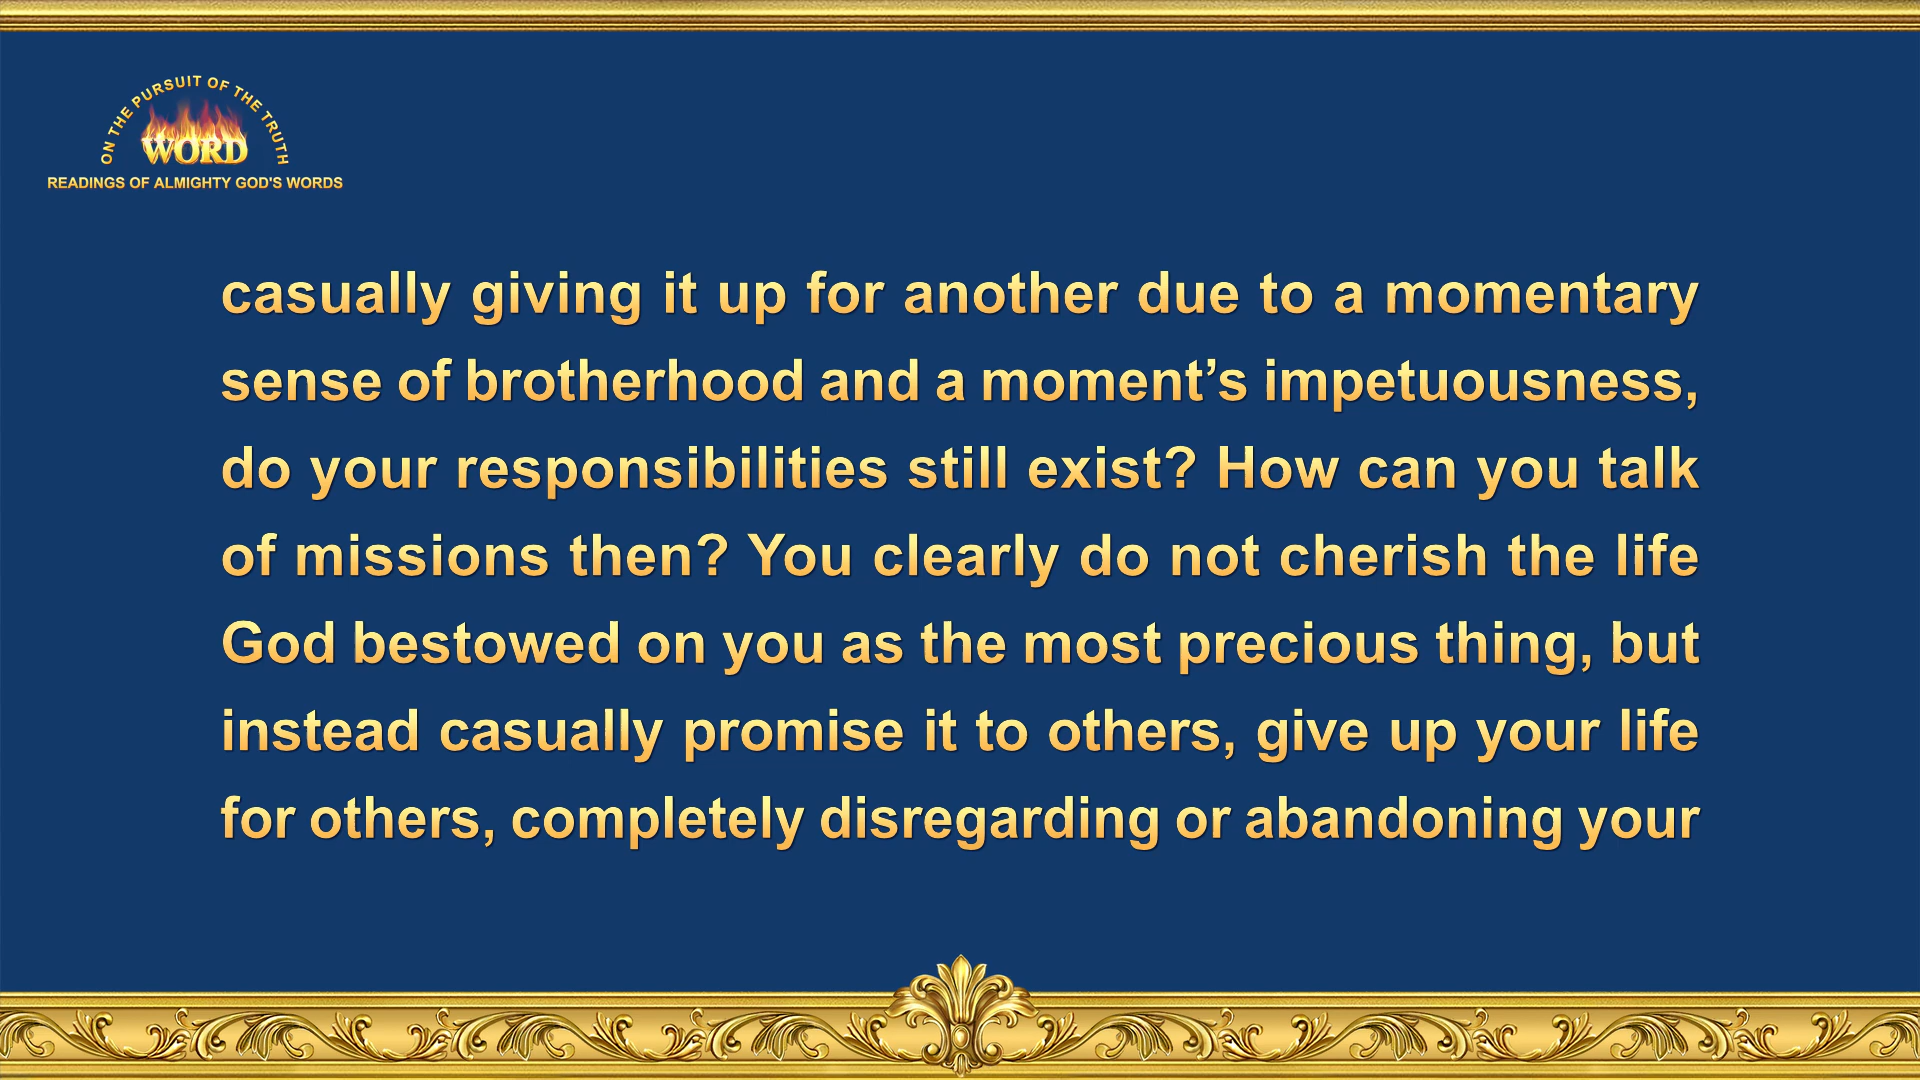 ON THE PURSUIT OF THE TRUTH
WORD
READINGS OF ALMIGHTY GOD'S WORDS
casually giving it up for another due to a momentary
sense of brotherhood and a moment’s impetuousness,
do your responsibilities still exist? How can you talk
of missions then? You clearly do not cherish the life
God bestowed on you as the most precious thing, but
instead casually promise it to others, give up your life
for others, completely disregarding or abandoning your